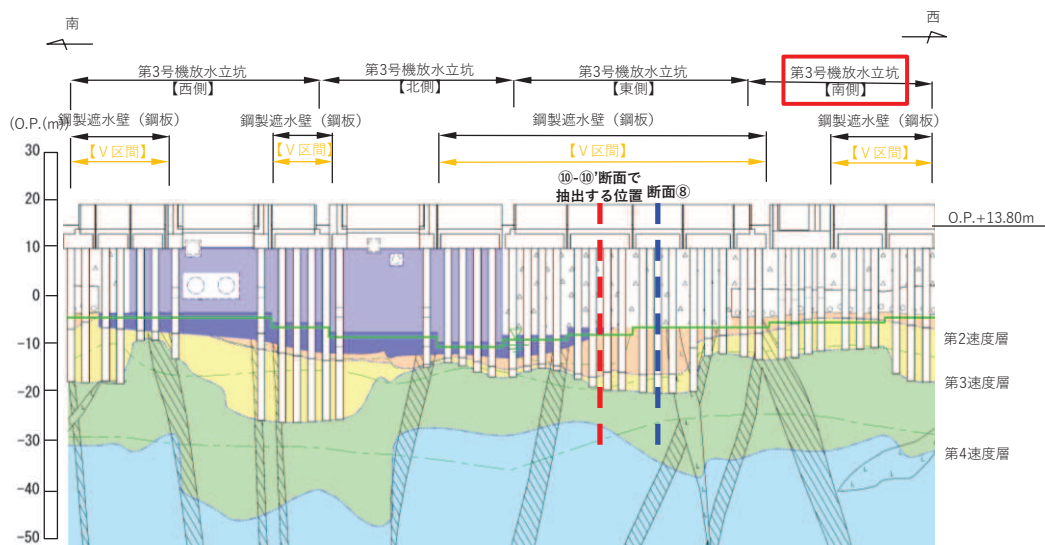 南
西
第3号機放水立坑
【西側】
第3号機放水立坑
【北側】
第3号機放水立坑
【東側】
第3号機放水立坑
【南側】
鋼製遮水壁（鋼板）
鋼製遮水壁（鋼板）
鋼製遮水壁（鋼板）
鋼製遮水壁（鋼板）
(O.P.(m))
【Ⅴ区間】
【Ⅴ区間】
【Ⅴ区間】
【Ⅴ区間】
⑩-⑩’断面で
抽出する位置
断面⑧
O.P.+13.80m
30
20
10
0
-10
-20
-30
-40
-50
第2速度層
第3速度層
第4速度層